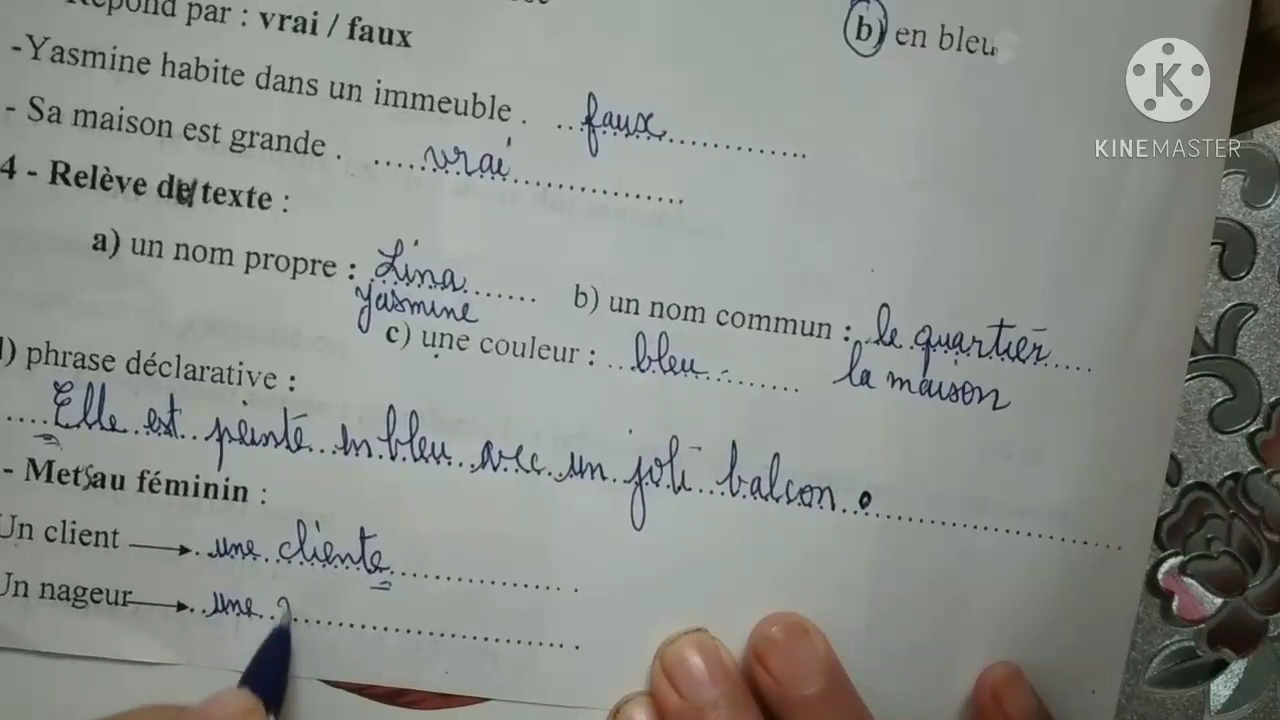 Répond par : vrai / faux
b) en bleu
-Yasmine habite dans un immeuble . faux
- Sa maison est grande . vrai
4 - Relève du texte :
a) un nom propre : Lina
b) un nom commun : le quartier
yasmine
la maison
c) une couleur : bleu
d) phrase déclarative :
Elle est peinte en bleu avec un joli balcon .
- Mets au féminin :
Un client → une cliente
Un nageur → une
K
KINEMASTER